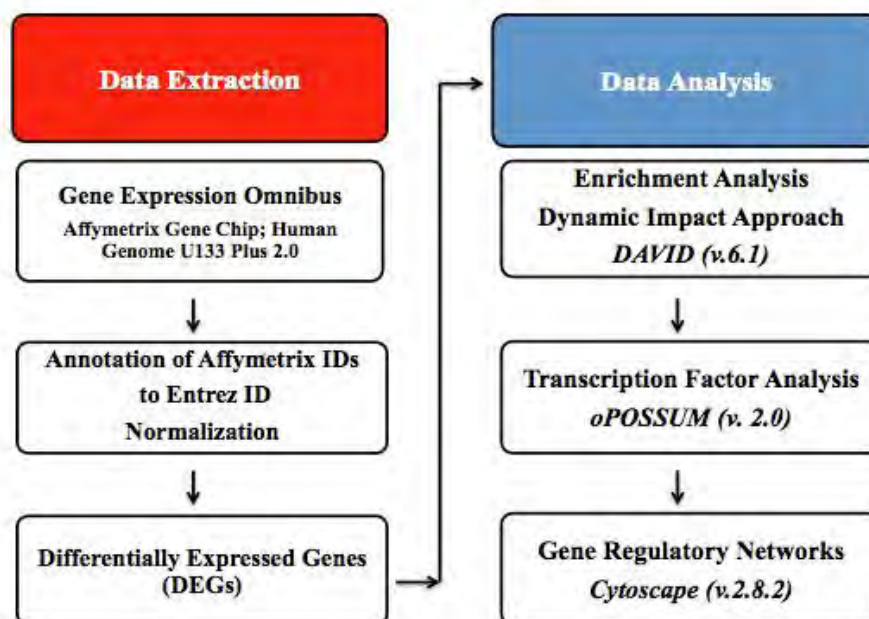 Data Extraction
Gene Expression Omnibus
Affymetrix Gene Chip; Human
Genome U133 Plus 2.0
Annotation of Affymetrix IDs
to Entrez ID
Normalization
Differentially Expressed Genes
(DEGs)
Data Analysis
Enrichment Analysis
Dynamic Impact Approach
DAVID (v.6.1)
Transcription Factor Analysis
oPOSSUM (v. 2.0)
Gene Regulatory Networks
Cytoscape (v.2.8.2)